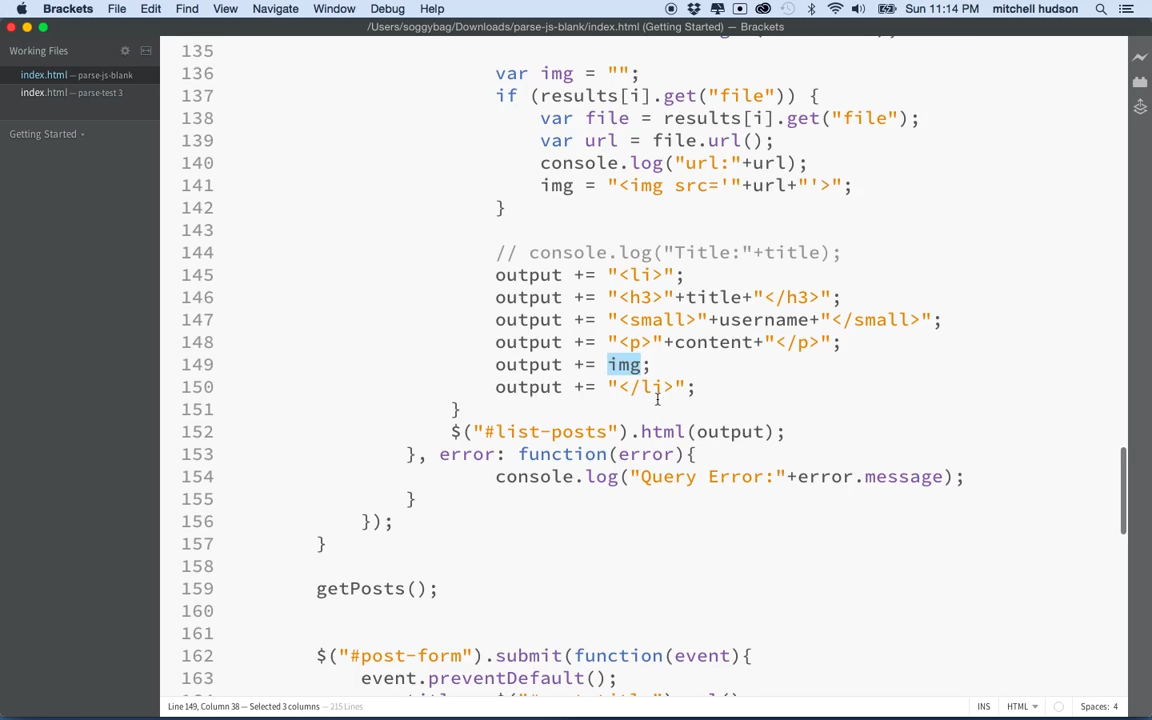 Brackets File Edit Find View Navigate Window Debug Help Sun 11:14 PM mitchell hudson
/Users/soggybag/Downloads/parse-js-blank/index.html (Getting Started) — Brackets
Working Files
index.html — parse-js-blank
index.html — parse-test 3
Getting Started
135
136 var img = "";
137 if (results[i].get("file")) {
138 var file = results[i].get("file");
139 var url = file.url();
140 console.log("url:"+url);
141 img = "<img src='"+url+"'>";
142 }
143
144 // console.log("Title:"+title);
145 output += "<li>";
146 output += "<h3>"+title+"</h3>";
147 output += "<small>"+username+"</small>";
148 output += "<p>"+content+"</p>";
149 output += img;
150 output += "</li>";
151 }
152 $("#list-posts").html(output);
153 }, error: function(error){
154 console.log("Query Error:"+error.message);
155 }
156 });
157 }
158
159 getPosts();
160
161
162 $("#post-form").submit(function(event){
163 event.preventDefault();
Line 149, Column 38 — Selected 3 columns — 215 Lines INS HTML Spaces: 4